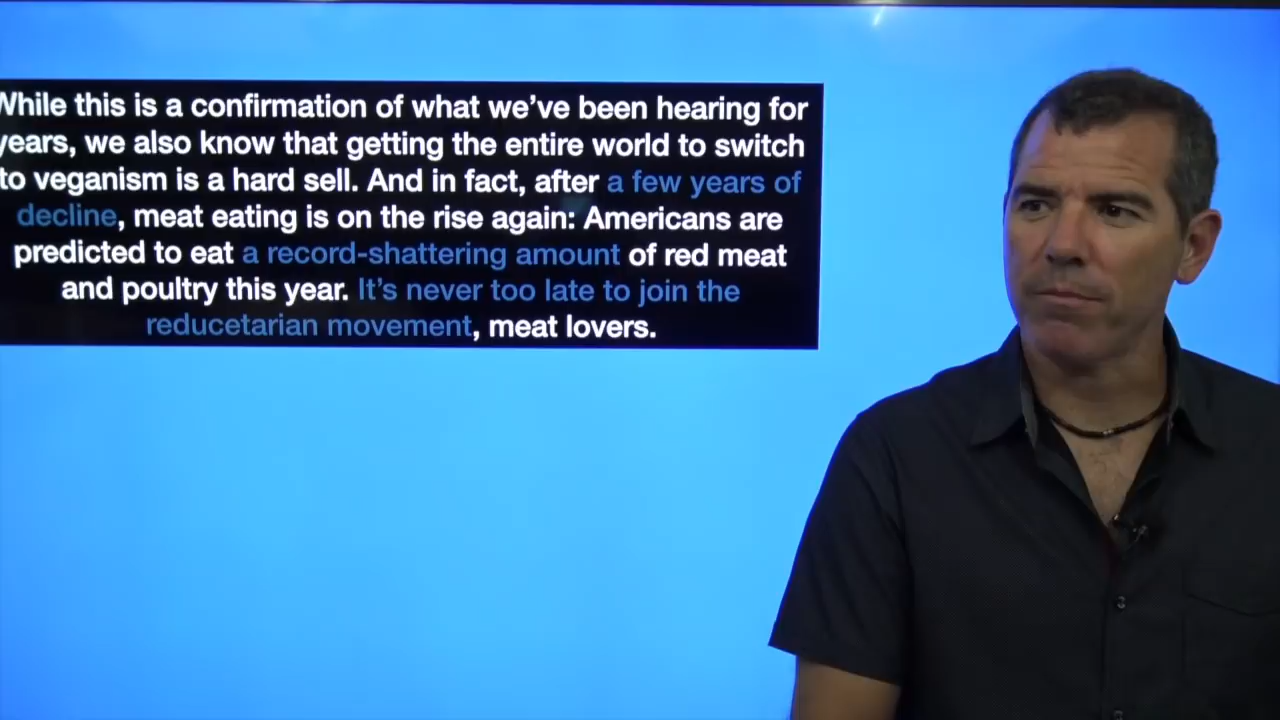 While this is a confirmation of what we've been hearing for
years, we also know that getting the entire world to switch
to veganism is a hard sell. And in fact, after a few years of
decline, meat eating is on the rise again: Americans are
predicted to eat a record-shattering amount of red meat
and poultry this year. It's never too late to join the
reducetarian movement, meat lovers.